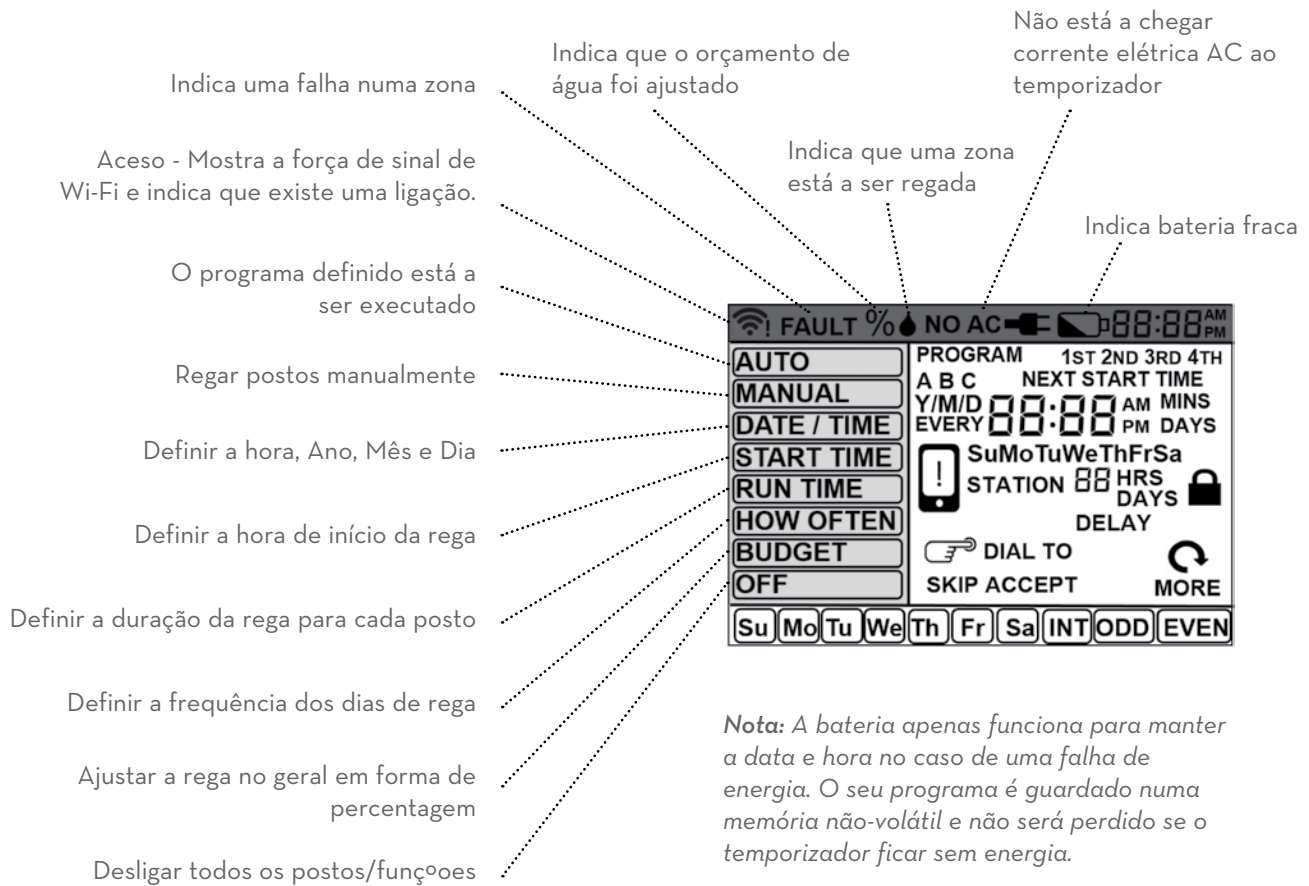 Não está a chegar
corrente elétrica AC ao
temporizador
Indica que o orçamento de
água foi ajustado
Indica uma falha numa zona
Indica que uma zona
está a ser regada
Aceso - Mostra a força de sinal de
Wi-Fi e indica que existe uma ligação.
Indica bateria fraca
O programa definido está a
ser executado
Regar postos manualmente
Definir a hora, Ano, Mês e Dia
Definir a hora de início da rega
Definir a duração da rega para cada posto
Definir a frequência dos dias de rega
Ajustar a rega no geral em forma de
percentagem
Desligar todos os postos/funçºoes
! FAULT % NO AC 88:88 AM PM
AUTO
MANUAL
DATE / TIME
START TIME
RUN TIME
HOW OFTEN
BUDGET
OFF
PROGRAM 1ST 2ND 3RD 4TH
A B C NEXT START TIME
Y/M/D 88:88 AM MINS
EVERY PM DAYS
SuMoTuWeThFrSa
! STATION 88 HRS
DAYS
DELAY
DIAL TO
SKIP ACCEPT MORE
Su Mo Tu We Th Fr Sa INT ODD EVEN
Nota: A bateria apenas funciona para manter
a data e hora no caso de uma falha de
energia. O seu programa é guardado numa
memória não-volátil e não será perdido se o
temporizador ficar sem energia.